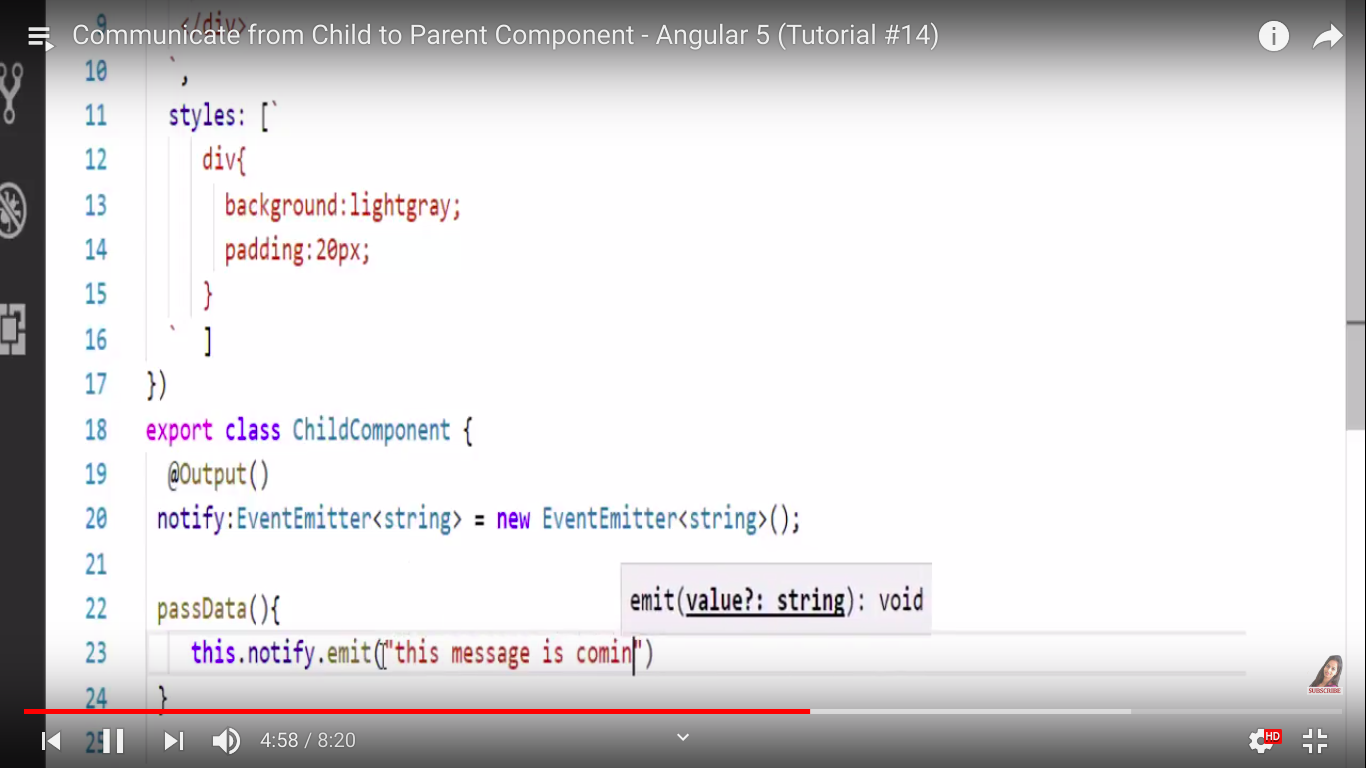 Communicate from Child to Parent Component - Angular 5 (Tutorial #14)
9 </div>
10 `,
11 styles: [`
12 div{
13 background:lightgray;
14 padding:20px;
15 }
16 ` ]
17 })
18 export class ChildComponent {
19 @Output()
20 notify:EventEmitter<string> = new EventEmitter<string>();
21
22 passData(){
emit(value?: string): void
23 this.notify.emit("this message is comin")
24 }
25
SUBSCRIBE
4:58 / 8:20
HD